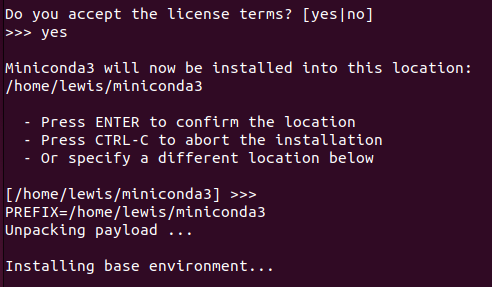 Do you accept the license terms? [yes|no]
>>> yes
Miniconda3 will now be installed into this location:
/home/lewis/miniconda3
- Press ENTER to confirm the location
- Press CTRL-C to abort the installation
- Or specify a different location below
[/home/lewis/miniconda3] >>>
PREFIX=/home/lewis/miniconda3
Unpacking payload ...
Installing base environment...